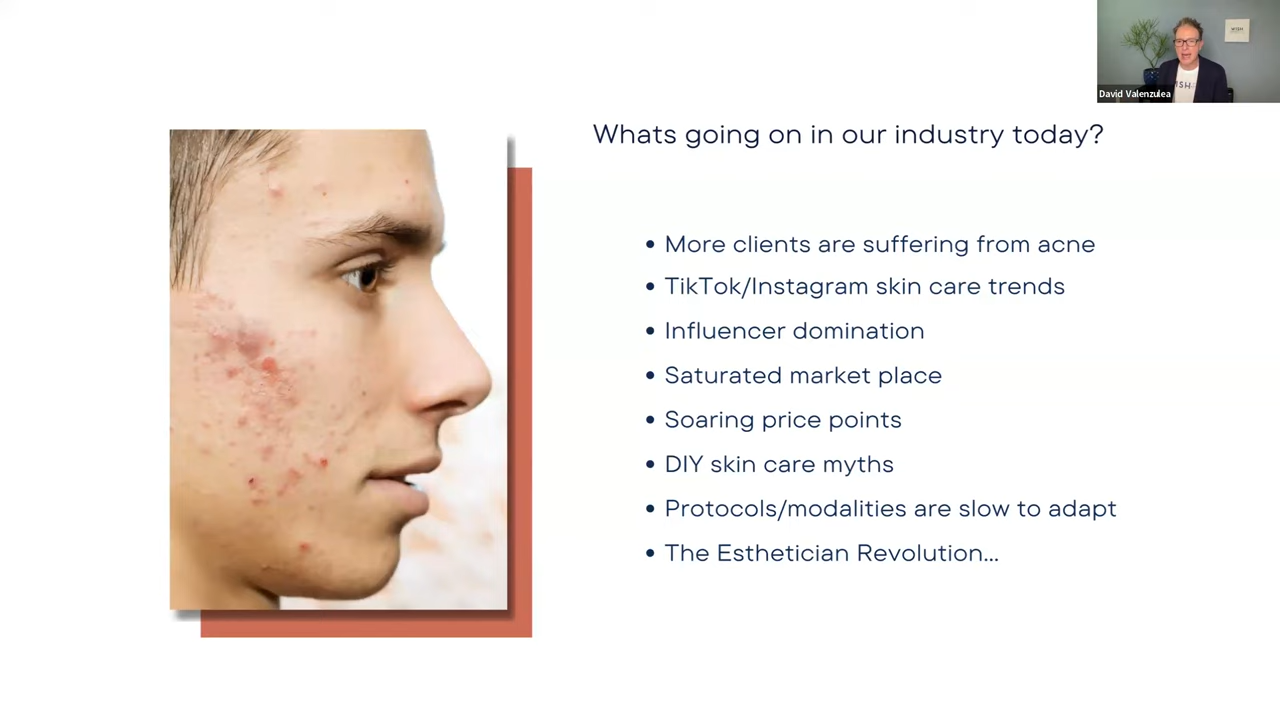 David Valenzulea
Whats going on in our industry today?
• More clients are suffering from acne
• TikTok/Instagram skin care trends
• Influencer domination
• Saturated market place
• Soaring price points
• DIY skin care myths
• Protocols/modalities are slow to adapt
• The Esthetician Revolution...